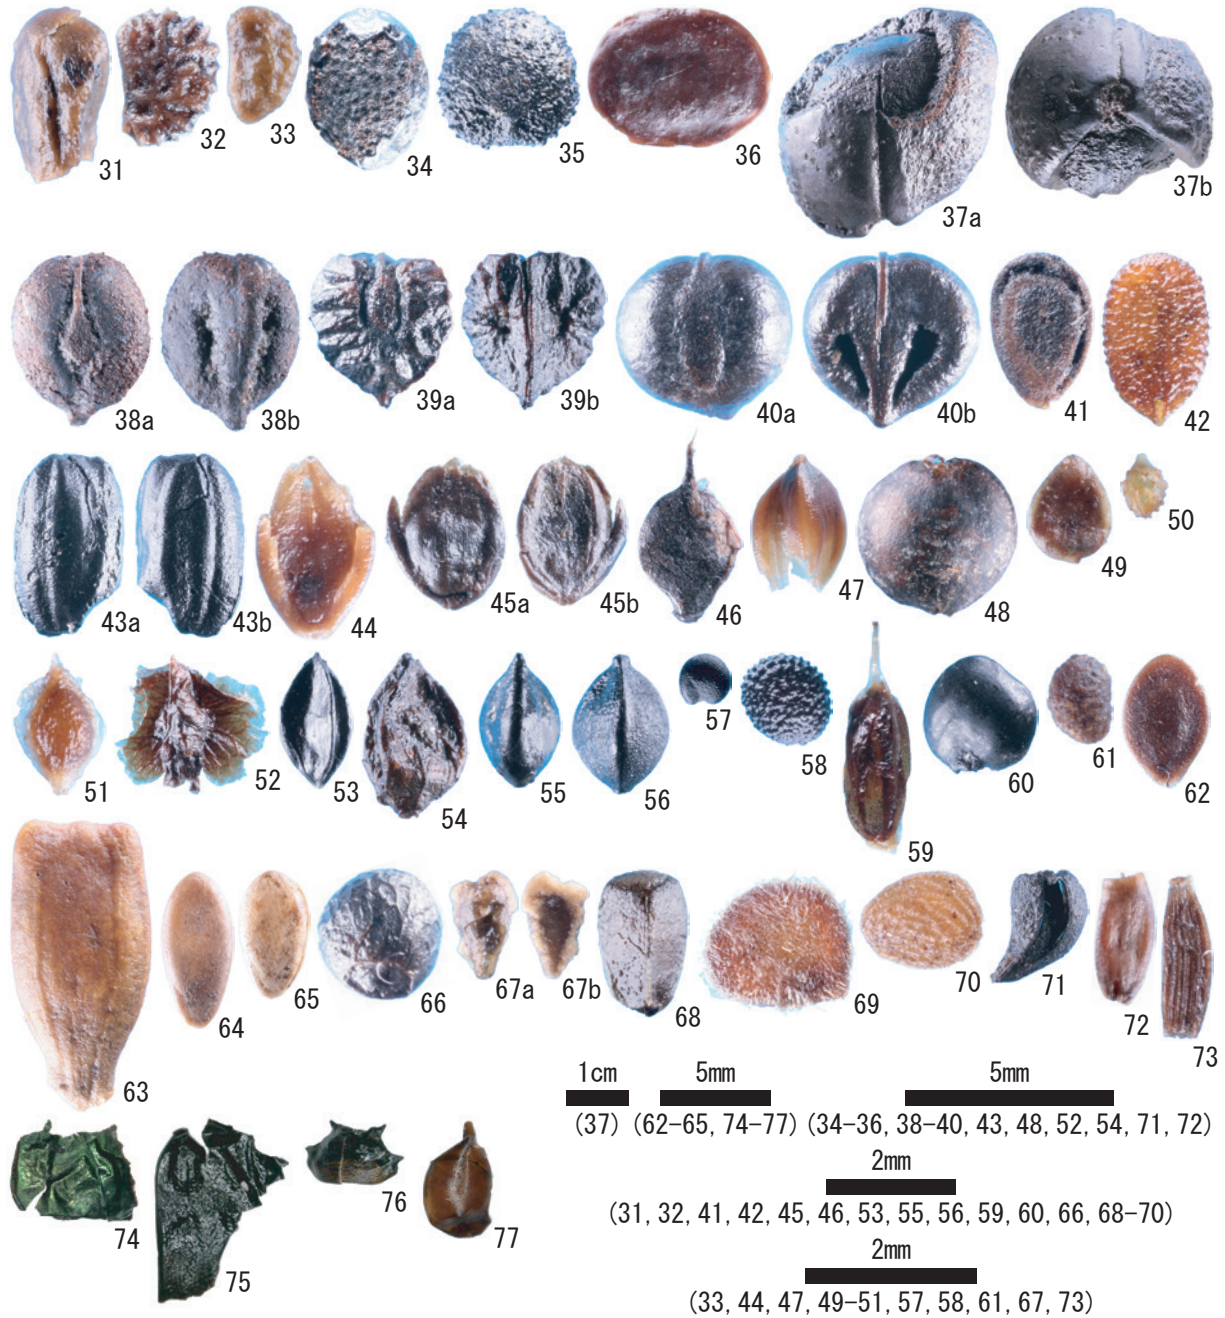 31 32 33 34 35 36 37a 37b
38a 38b 39a 39b 40a 40b 41 42
43a 43b 44 45a 45b 46 47 48 49 50
51 52 53 54 55 56 57 58 59 60 61 62
63 64 65 66 67a 67b 68 69 70 71 72 73
1cm 5mm 5mm
(37) (62-65, 74-77) (34-36, 38-40, 43, 48, 52, 54, 71, 72)
2mm
(31, 32, 41, 42, 45, 46, 53, 55, 56, 59, 60, 66, 68-70)
2mm
(33, 44, 47, 49-51, 57, 58, 61, 67, 73)
74 75 76 77